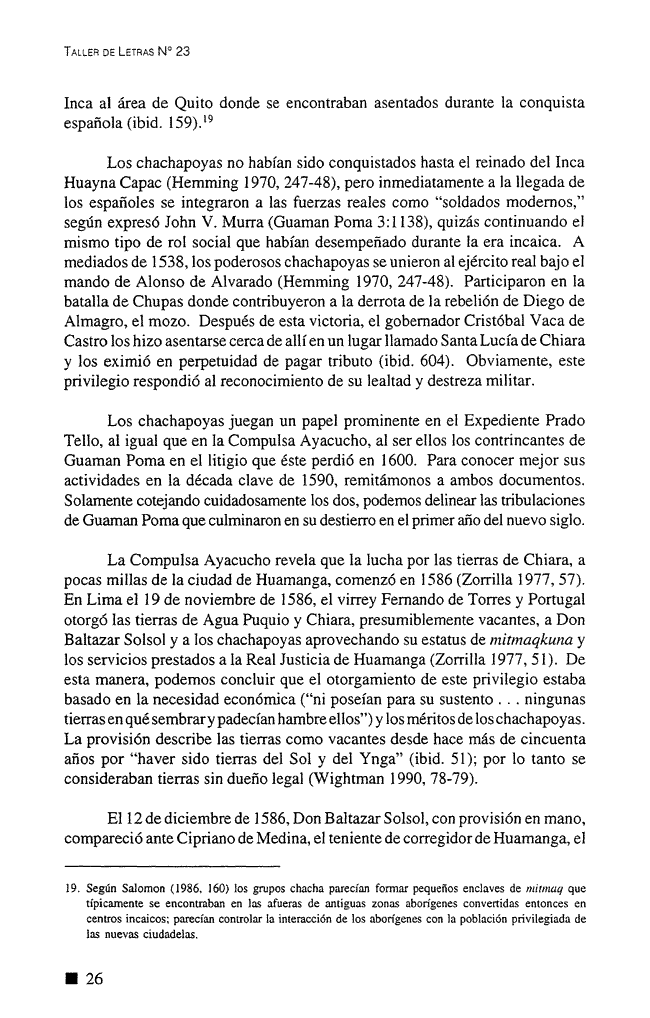 TALLER DE LETRAS Nº 23
Inca al área de Quito donde se encontraban asentados durante la conquista
española (ibid. 159).19
Los chachapoyas no habían sido conquistados hasta el reinado del Inca
Huayna Capac (Hemming 1970, 247-48), pero inmediatamente a la llegada de
los españoles se integraron a las fuerzas reales como “soldados modernos,”
según expresó John V. Murra (Guaman Poma 3:1138), quizás continuando el
mismo tipo de rol social que habían desempeñado durante la era incaica. A
mediados de 1538, los poderosos chachapoyas se unieron al ejército real bajo el
mando de Alonso de Alvarado (Hemming 1970, 247-48). Participaron en la
batalla de Chupas donde contribuyeron a la derrota de la rebelión de Diego de
Almagro, el mozo. Después de esta victoria, el gobernador Cristóbal Vaca de
Castro los hizo asentarse cerca de allí en un lugar llamado Santa Lucía de Chiara
y los eximió en perpetuidad de pagar tributo (ibid. 604). Obviamente, este
privilegio respondió al reconocimiento de su lealtad y destreza militar.
Los chachapoyas juegan un papel prominente en el Expediente Prado
Tello, al igual que en la Compulsa Ayacucho, al ser ellos los contrincantes de
Guaman Poma en el litigio que éste perdió en 1600. Para conocer mejor sus
actividades en la década clave de 1590, remitámonos a ambos documentos.
Solamente cotejando cuidadosamente los dos, podemos delinear las tribulaciones
de Guaman Poma que culminaron en su destierro en el primer año del nuevo siglo.
La Compulsa Ayacucho revela que la lucha por las tierras de Chiara, a
pocas millas de la ciudad de Huamanga, comenzó en 1586 (Zorrilla 1977, 57).
En Lima el 19 de noviembre de 1586, el virrey Fernando de Torres y Portugal
otorgó las tierras de Agua Puquio y Chiara, presumiblemente vacantes, a Don
Baltazar Solsol y a los chachapoyas aprovechando su estatus de mitmaqkuna y
los servicios prestados a la Real Justicia de Huamanga (Zorrilla 1977, 51). De
esta manera, podemos concluir que el otorgamiento de este privilegio estaba
basado en la necesidad económica (“ni poseían para su sustento . . . ningunas
tierras en qué sembrar y padecían hambre ellos”) y los méritos de los chachapoyas.
La provisión describe las tierras como vacantes desde hace más de cincuenta
años por “haver sido tierras del Sol y del Ynga” (ibid. 51); por lo tanto se
consideraban tierras sin dueño legal (Wightman 1990, 78-79).
El 12 de diciembre de 1586, Don Baltazar Solsol, con provisión en mano,
compareció ante Cipriano de Medina, el teniente de corregidor de Huamanga, el
19. Según Salomon (1986, 160) los grupos chacha parecían formar pequeños enclaves de mitmaq que
típicamente se encontraban en las afueras de antiguas zonas aborígenes convertidas entonces en
centros incaicos; parecían controlar la interacción de los aborígenes con la población privilegiada de
las nuevas ciudadelas.
■ 26